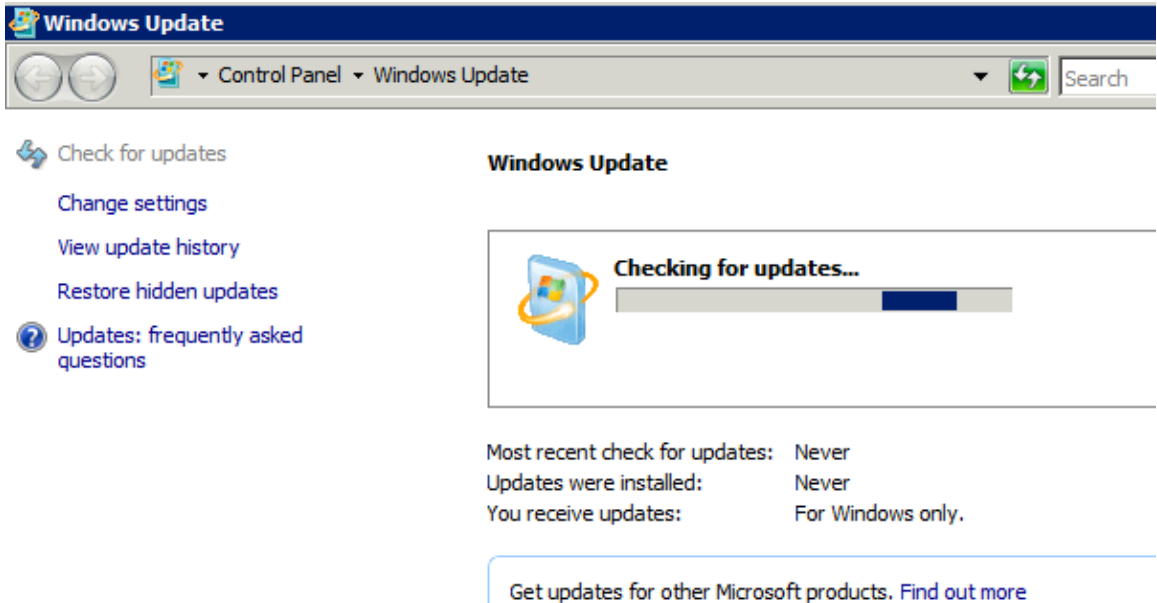 Windows Update
Control Panel Windows Update
Search
Check for updates
Change settings
View update history
Restore hidden updates
Updates: frequently asked
questions
Windows Update
Checking for updates...
Most recent check for updates: Never
Updates were installed: Never
You receive updates: For Windows only.
Get updates for other Microsoft products. Find out more